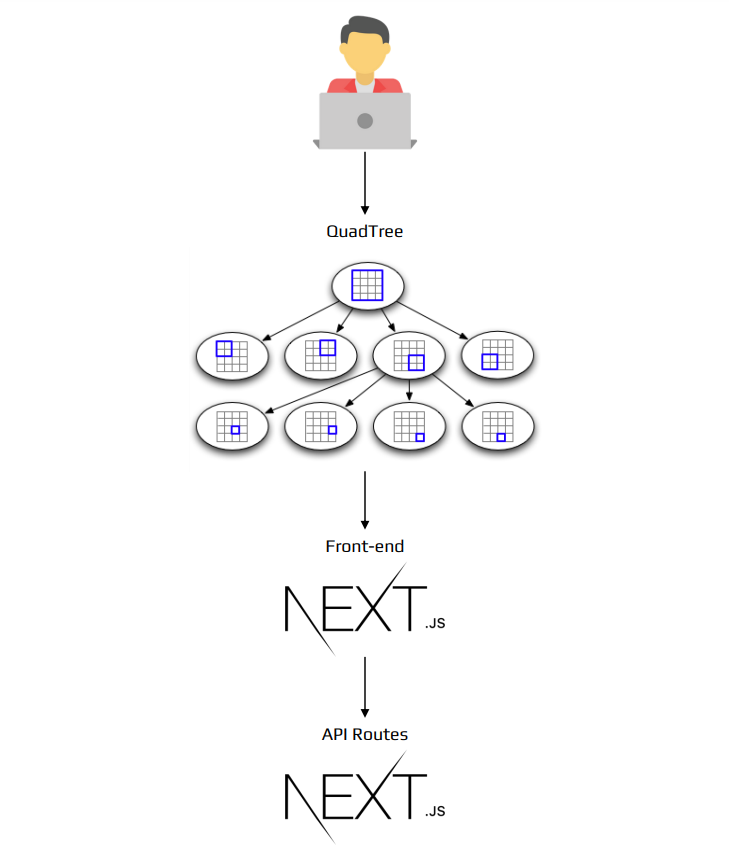 QuadTree
Front-end
NEXT.JS
API Routes
NEXT.JS